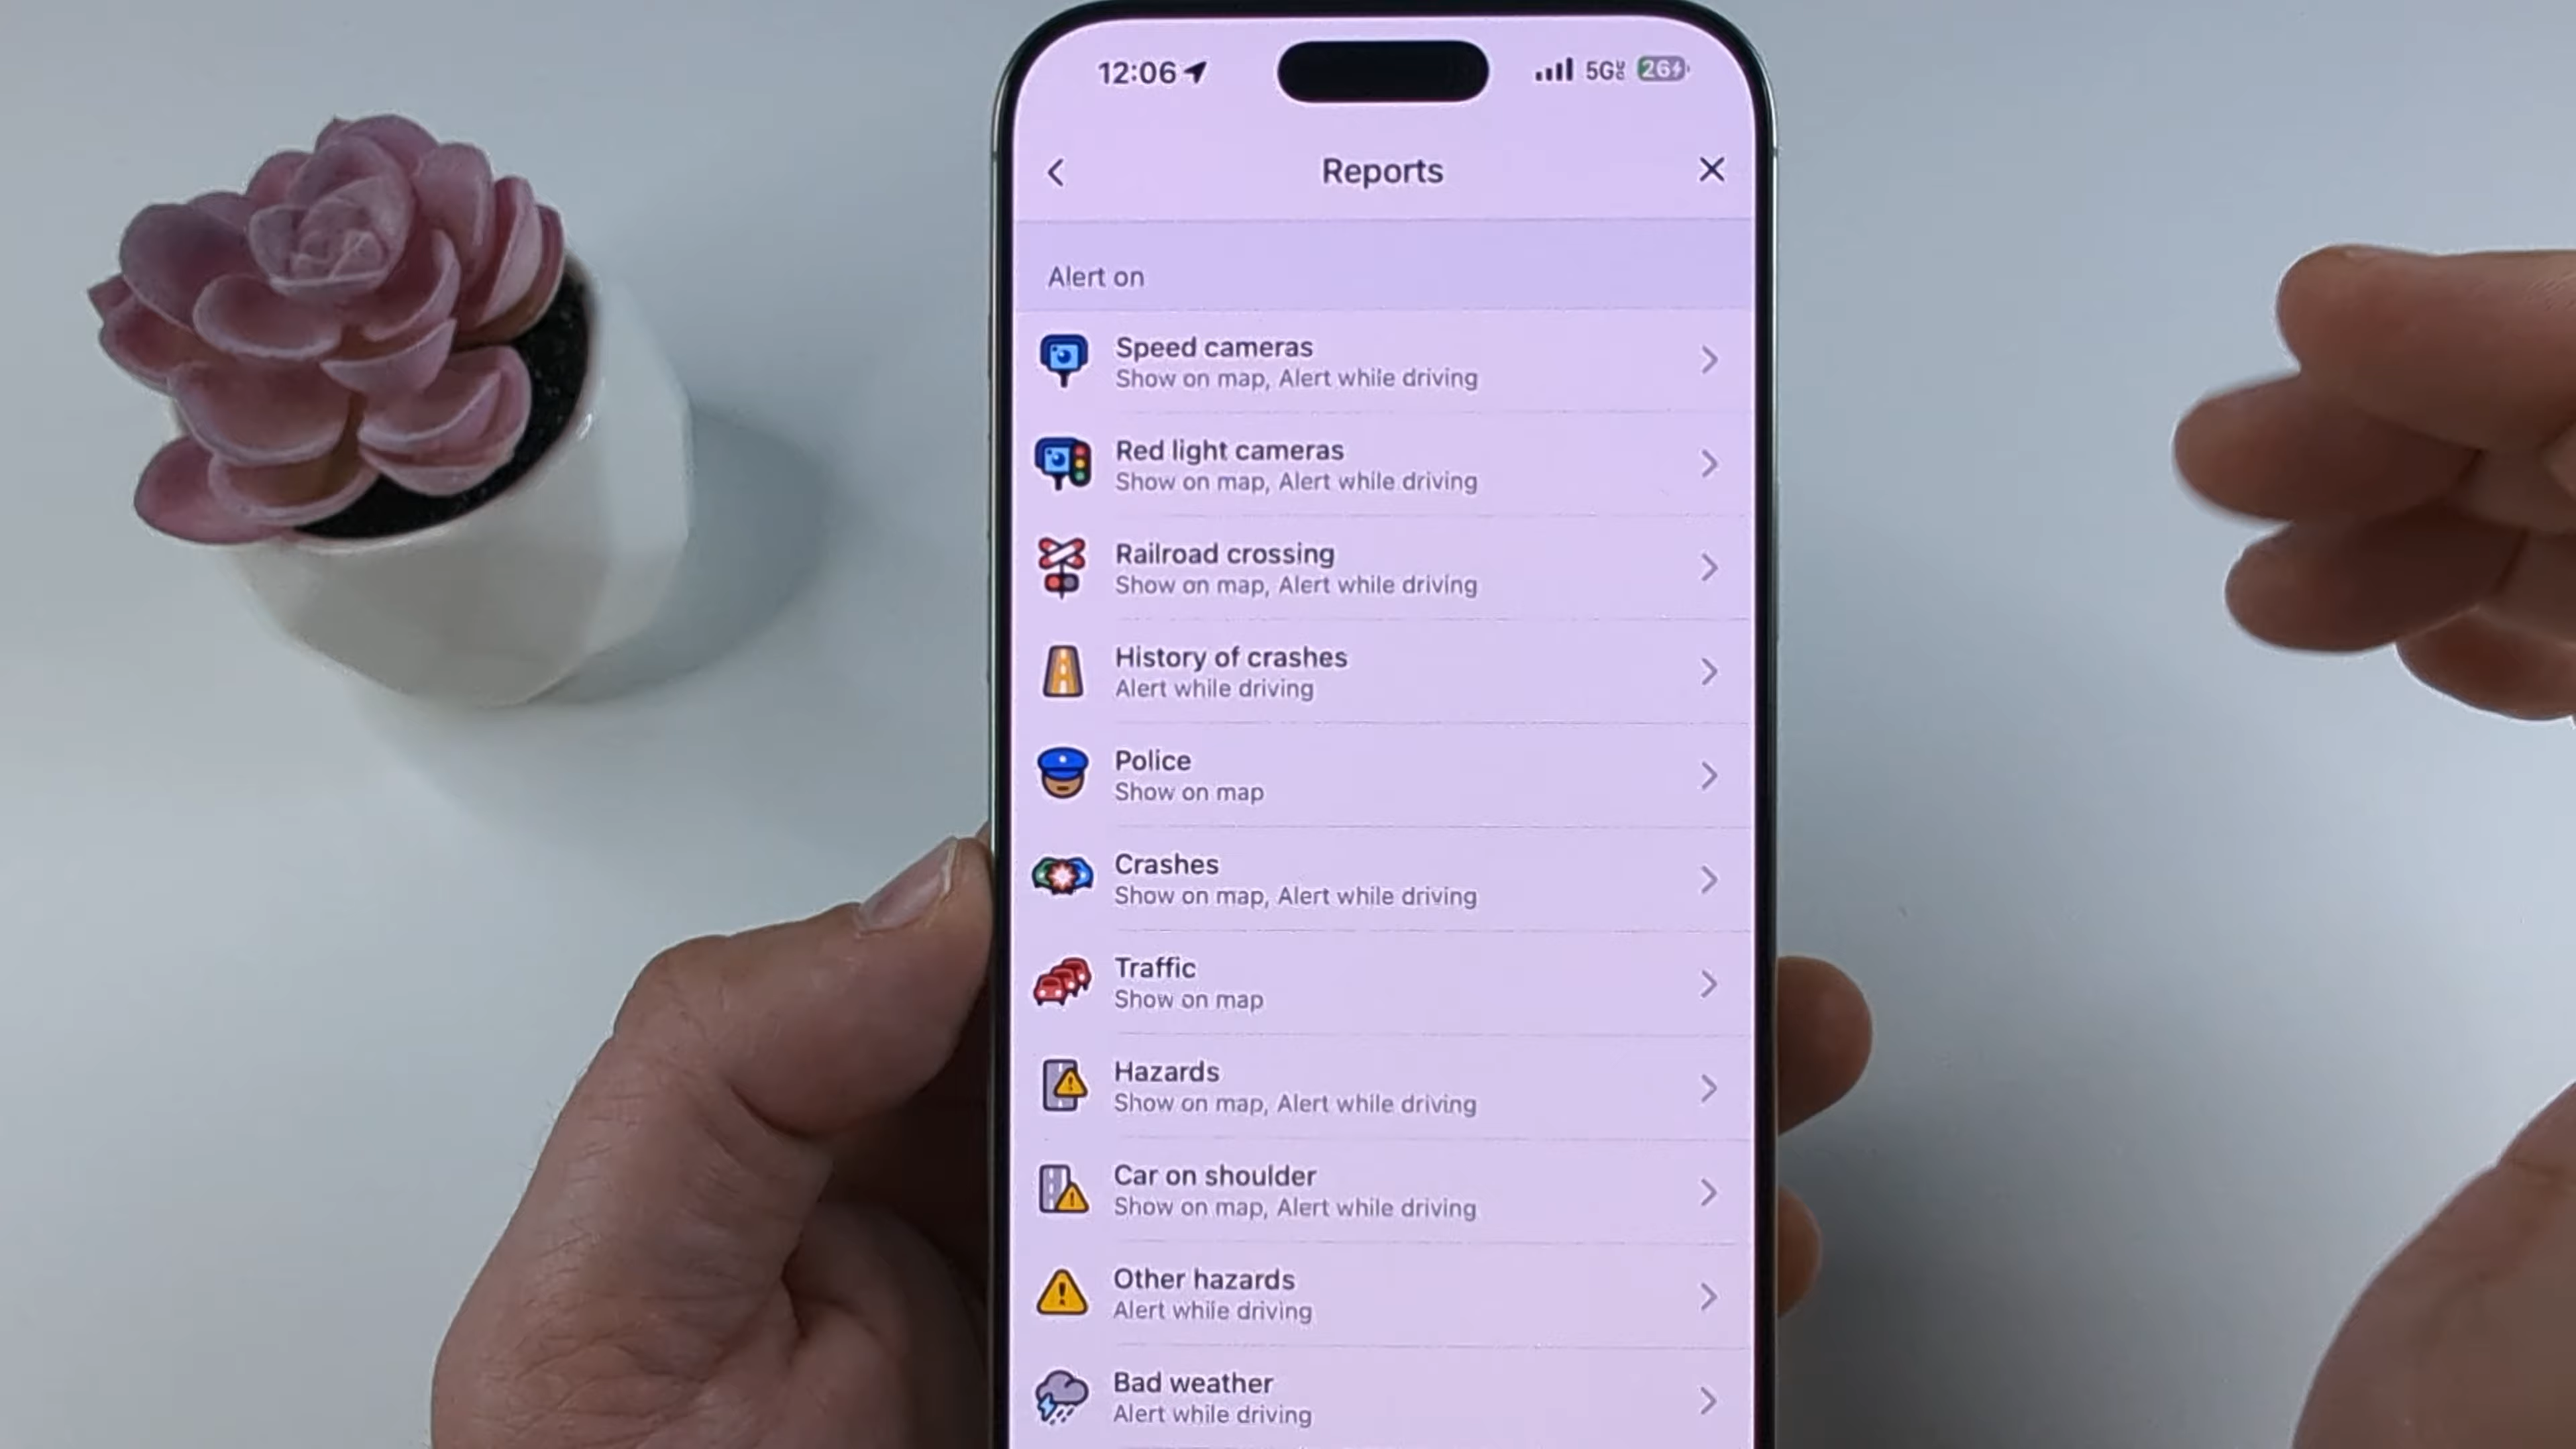 12:06
5G
26
Reports
Alert on
Speed cameras
Show on map, Alert while driving
Red light cameras
Show on map, Alert while driving
Railroad crossing
Show on map, Alert while driving
History of crashes
Alert while driving
Police
Show on map
Crashes
Show on map, Alert while driving
Traffic
Show on map
Hazards
Show on map, Alert while driving
Car on shoulder
Show on map, Alert while driving
Other hazards
Alert while driving
Bad weather
Alert while driving